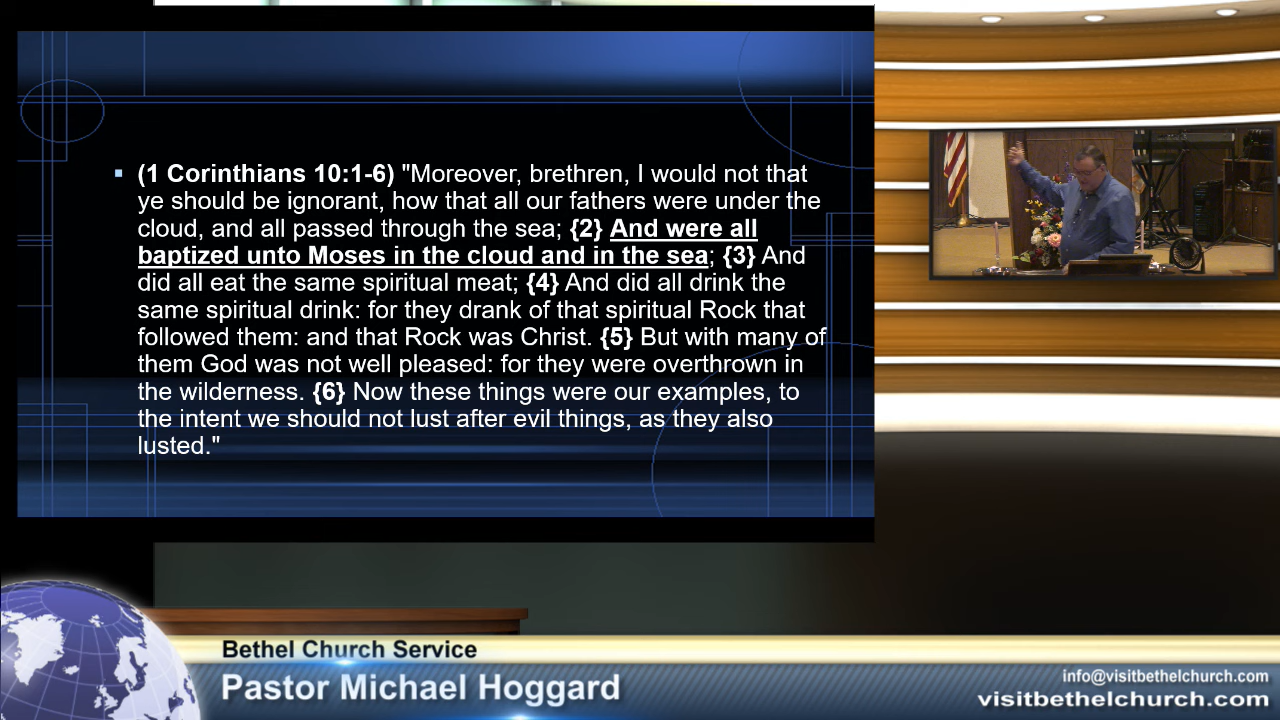 (1 Corinthians 10:1-6) "Moreover, brethren, I would not that
ye should be ignorant, how that all our fathers were under the
cloud, and all passed through the sea; {2} And were all
baptized unto Moses in the cloud and in the sea; {3} And
did all eat the same spiritual meat; {4} And did all drink the
same spiritual drink: for they drank of that spiritual Rock that
followed them: and that Rock was Christ. {5} But with many of
them God was not well pleased: for they were overthrown in
the wilderness. {6} Now these things were our examples, to
the intent we should not lust after evil things, as they also
lusted."
Bethel Church Service
Pastor Michael Hoggard
info@visitbethelchurch.com
visitbethelchurch.com